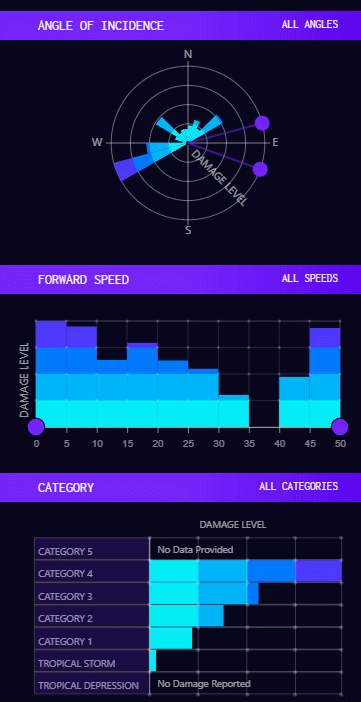 ANGLE OF INCIDENCE ALL ANGLES
N
W E
DAMAGE LEVEL
S
FORWARD SPEED ALL SPEEDS
DAMAGE LEVEL
0 5 10 15 20 25 30 35 40 45 50
CATEGORY ALL CATEGORIES
DAMAGE LEVEL
CATEGORY 5 No Data Provided
CATEGORY 4
CATEGORY 3
CATEGORY 2
CATEGORY 1
TROPICAL STORM
TROPICAL DEPRESSION No Damage Reported